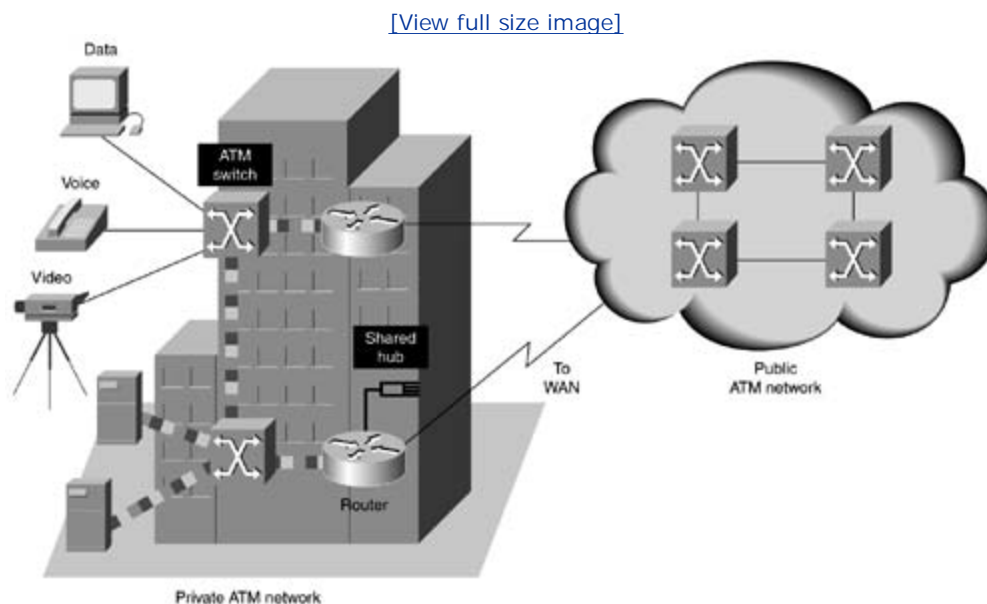 [View full size image]
Data
ATM
switch
Voice
Video
Shared
hub
To
WAN
Public
ATM network
Router
Private ATM network